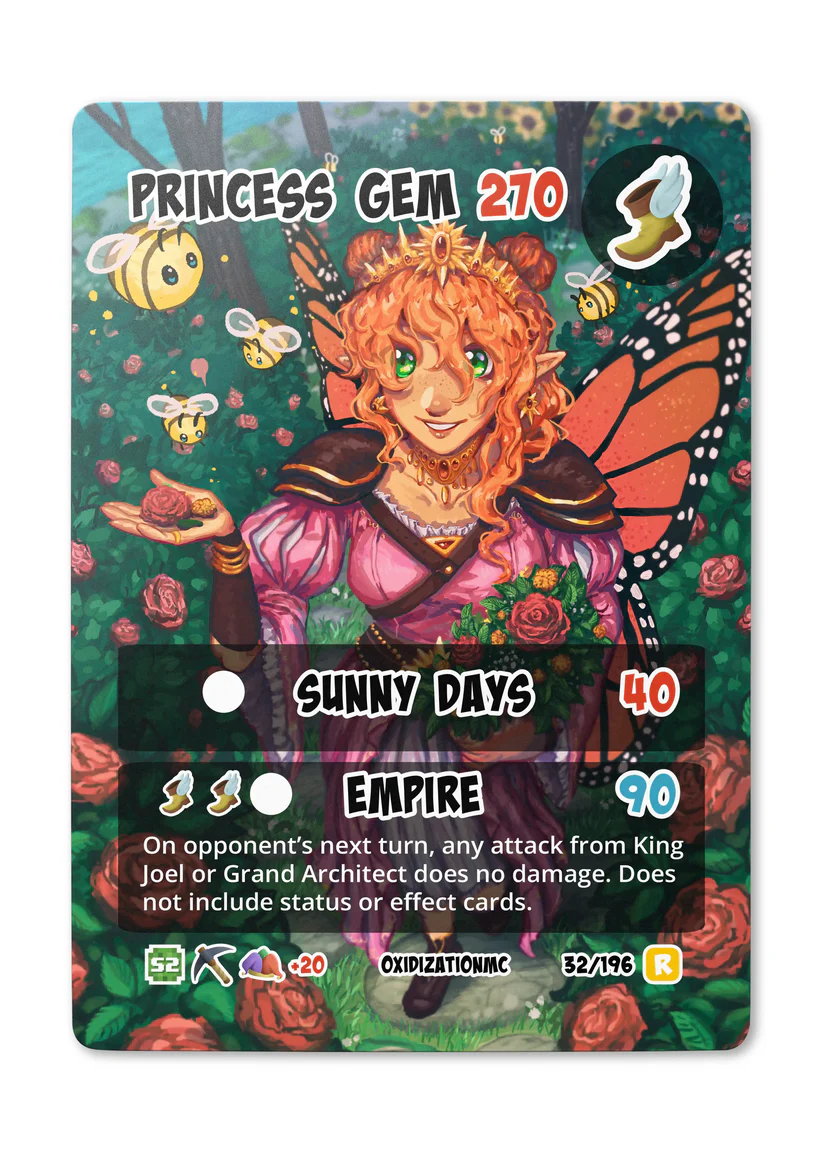 PRINCESS GEM 270
SUNNY DAYS 40
EMPIRE 90
On opponent's next turn, any attack from King
Joel or Grand Architect does no damage. Does
not include status or effect cards.
S2 +20 OXIDIZATIONMC 32/196 R